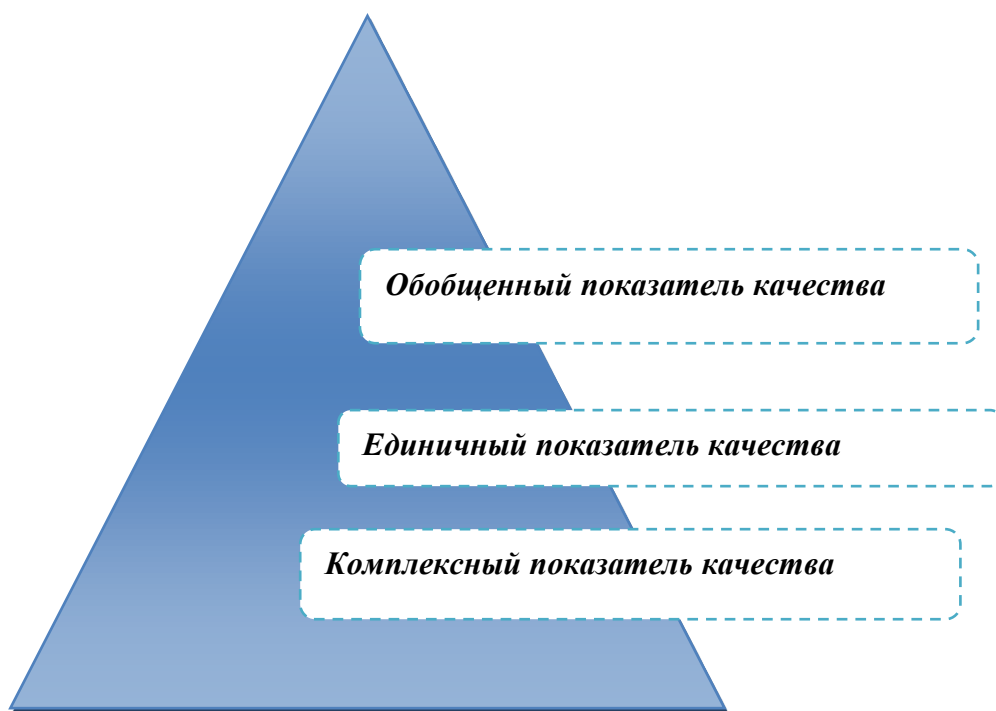 Обобщенный показатель качества
Единичный показатель качества
Комплексный показатель качества